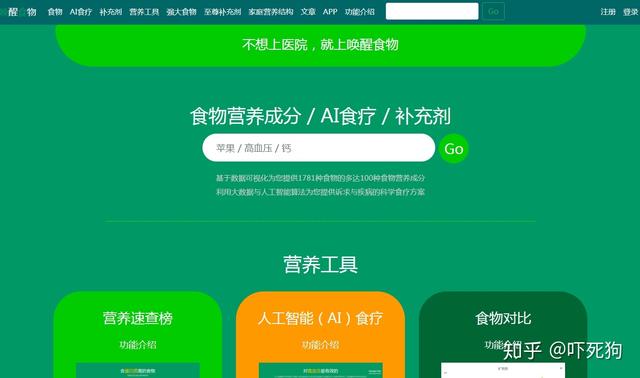 唤醒食物 食物 AI食疗 补充剂 营养工具 强大食物 至尊补充剂 家庭营养结构 文章 APP 功能介绍 Go 注册 登录
不想上医院，就上唤醒食物
食物营养成分 / AI食疗 / 补充剂
苹果 / 高血压 / 钙 Go
基于数据可视化为您提供1781种食物的多达100种食物营养成分
利用大数据与人工智能算法为您提供诉求与疾病的科学食疗方案
营养工具
营养速查榜 人工智能（AI）食疗 食物对比
功能介绍 功能介绍 功能介绍
知乎 @吓死狗